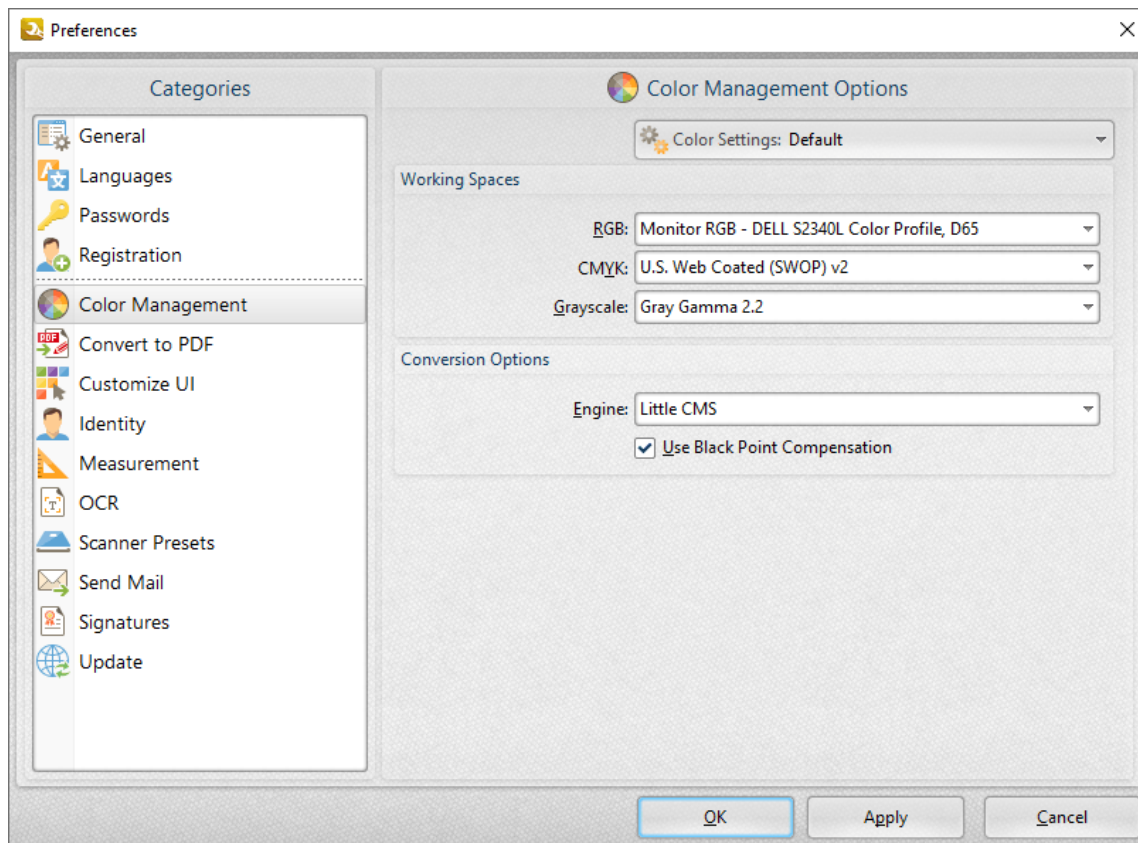 Preferences
Categories
General
Languages
Passwords
Registration
Color Management
Convert to PDF
Customize UI
Identity
Measurement
OCR
Scanner Presets
Send Mail
Signatures
Update
Color Management Options
Color Settings: Default
Working Spaces
RGB: Monitor RGB - DELL S2340L Color Profile, D65
CMYK: U.S. Web Coated (SWOP) v2
Grayscale: Gray Gamma 2.2
Conversion Options
Engine: Little CMS
Use Black Point Compensation
OK Apply Cancel